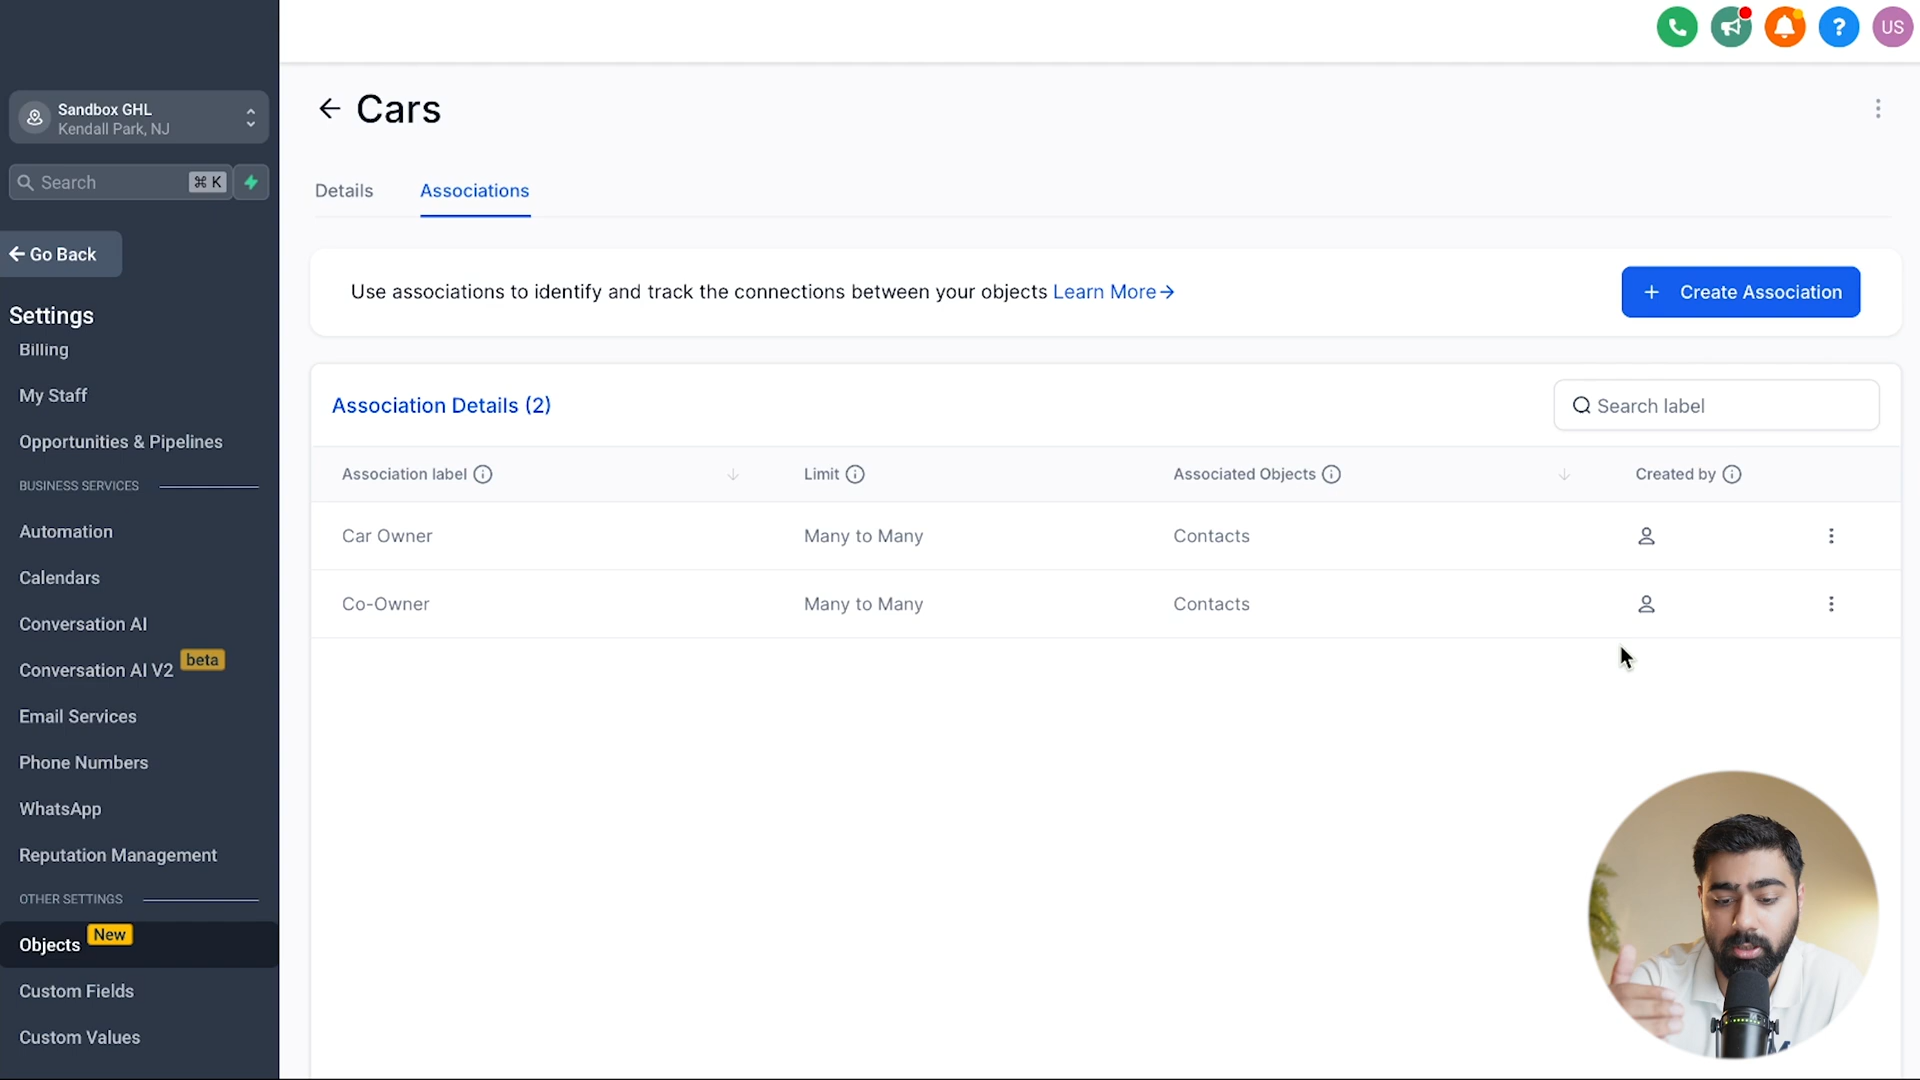 US
Sandbox GHL
Kendall Park, NJ
Search
⌘ K
Go Back
Settings
Billing
My Staff
Opportunities & Pipelines
BUSINESS SERVICES
Automation
Calendars
Conversation AI
Conversation AI V2 beta
Email Services
Phone Numbers
WhatsApp
Reputation Management
OTHER SETTINGS
Objects New
Custom Fields
Custom Values
Cars
Details Associations
Use associations to identify and track the connections between your objects Learn More →
+ Create Association
Association Details (2)
Search label
Association label Limit Associated Objects Created by
Car Owner Many to Many Contacts
Co-Owner Many to Many Contacts